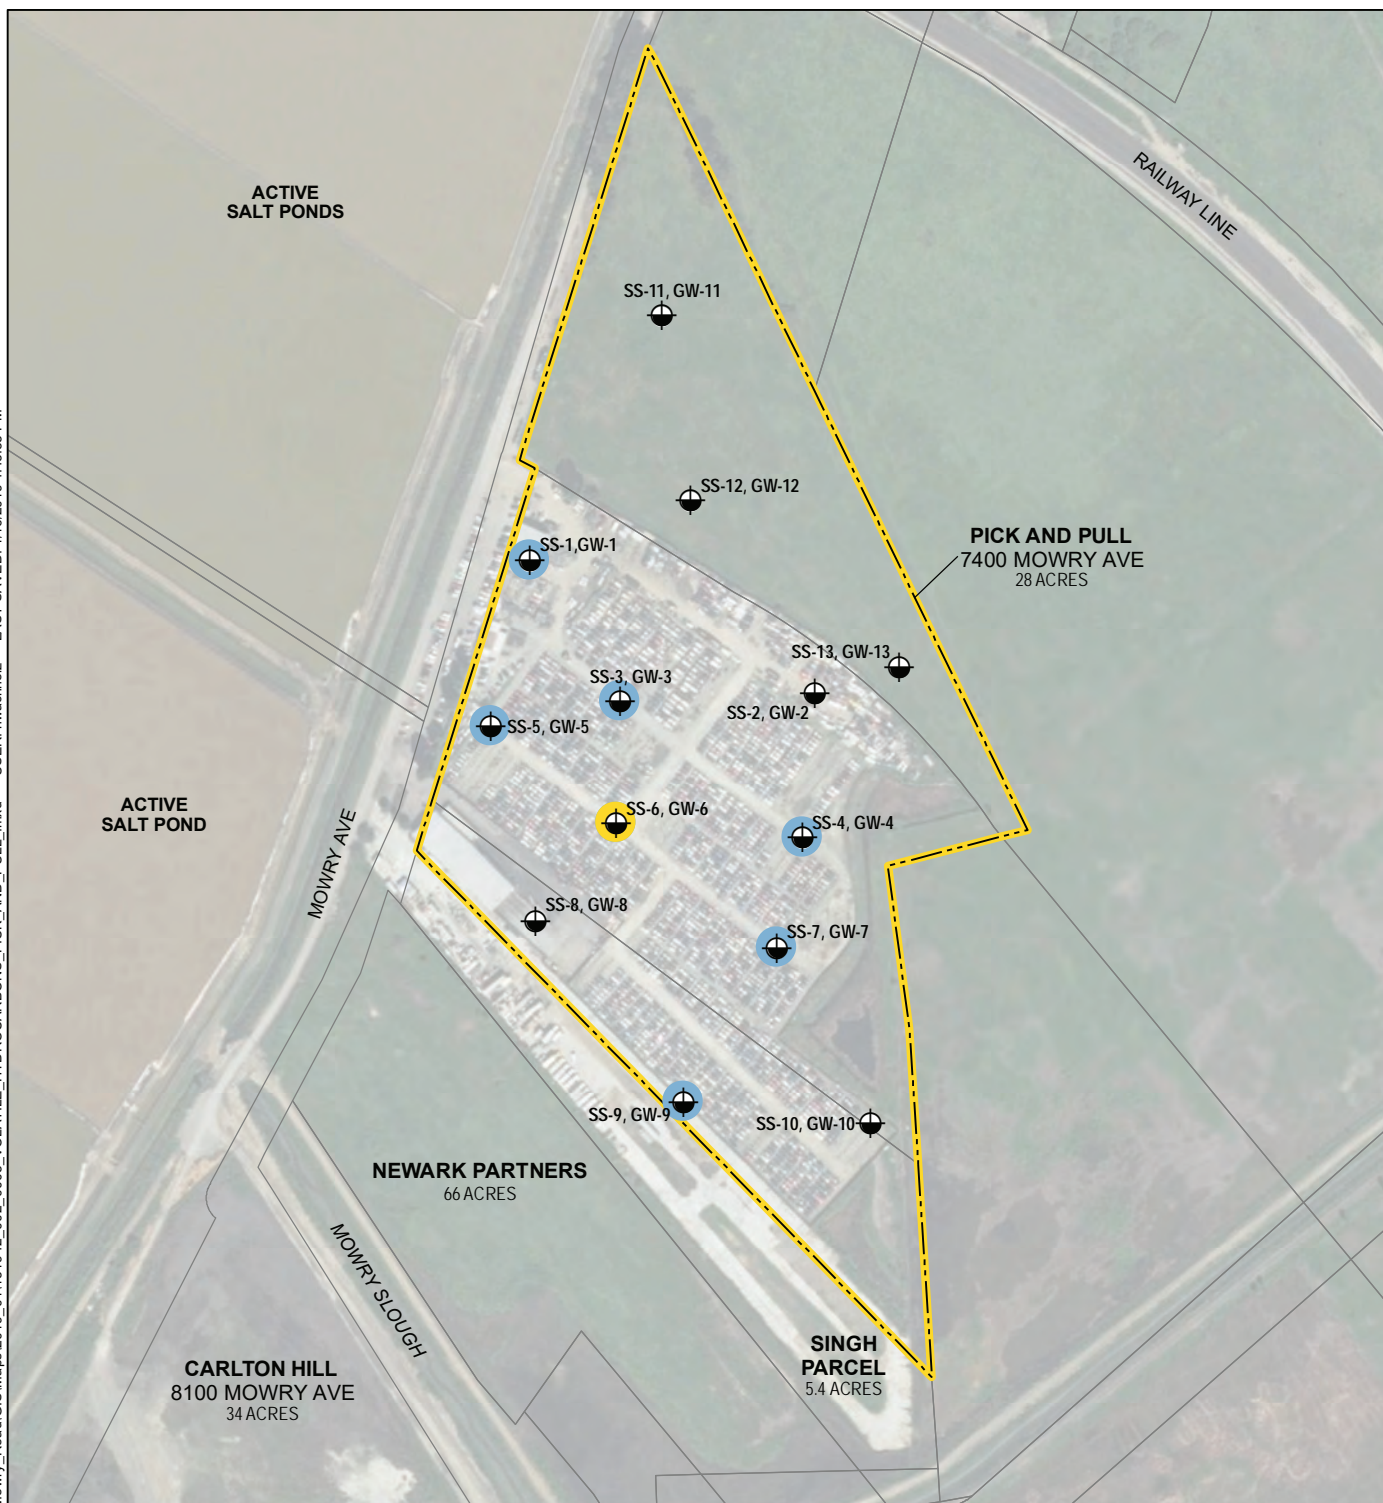 ACTIVE
SALT PONDS
RAILWAY LINE
SS-11, GW-11
SS-12, GW-12
PICK AND PULL
7400 MOWRY AVE
28 ACRES
SS-1,GW-1
SS-13, GW-13
SS-3, GW-3
SS-2, GW-2
SS-5, GW-5
ACTIVE
SALT POND
MOWRY AVE
SS-6, GW-6
SS-4, GW-4
SS-8, GW-8
SS-7, GW-7
SS-9, GW-9
SS-10, GW-10
NEWARK PARTNERS
66 ACRES
MOWRY SLOUGH
SINGH
PARCEL
5.4 ACRES
CARLTON HILL
8100 MOWRY AVE
34 ACRES